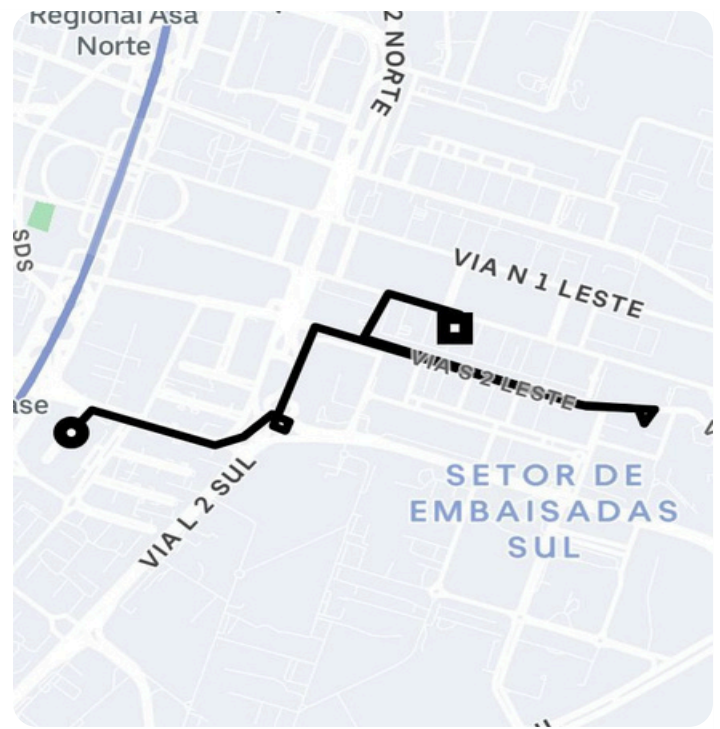 Regional Asa
Norte
2 NORTE
SDS
VIA N 1 LESTE
VIA S 2 LESTE
ase
VIA L 2 SUL
SETOR DE
EMBAISADAS
SUL